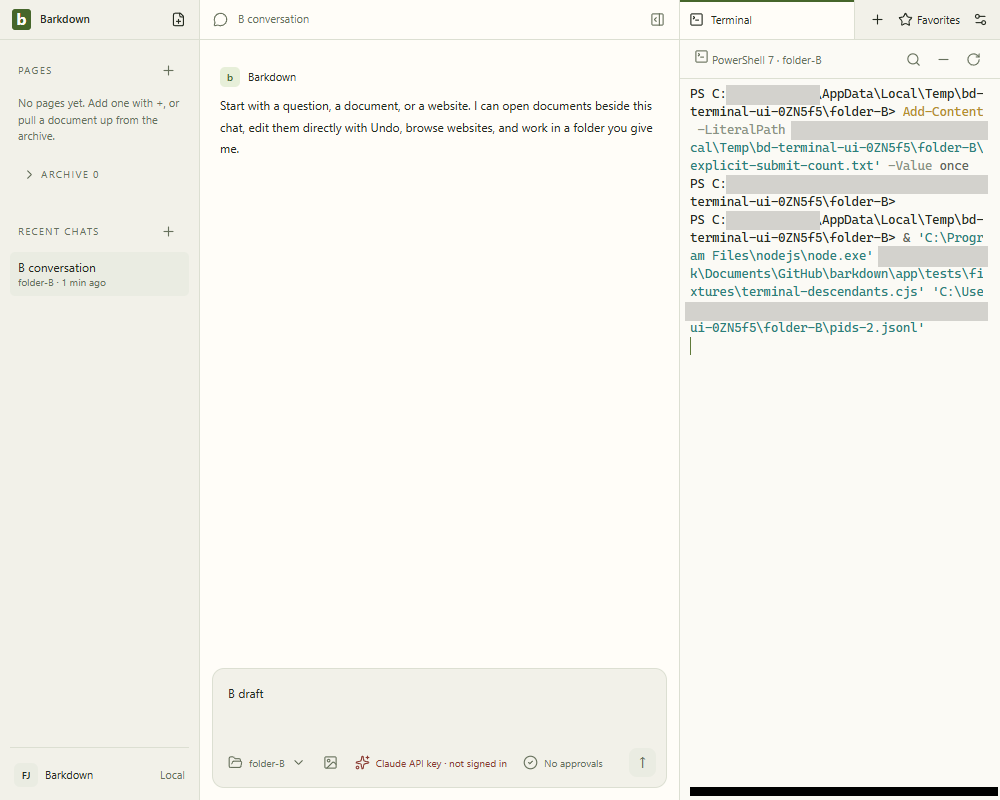 b Barkdown
PAGES
No pages yet. Add one with +, or
pull a document up from the
archive.
ARCHIVE 0
RECENT CHATS
B conversation
folder-B · 1 min ago
FJ Barkdown Local
B conversation
b Barkdown
Start with a question, a document, or a website. I can open documents beside this
chat, edit them directly with Undo, browse websites, and work in a folder you give
me.
B draft
folder-B Claude API key · not signed in No approvals
Terminal
Favorites
PowerShell 7 · folder-B
PS C: \AppData\Local\Temp\bd-
terminal-ui-0ZN5f5\folder-B> Add-Content
-LiteralPath
cal\Temp\bd-terminal-ui-0ZN5f5\folder-B\
explicit-submit-count.txt' -Value once
PS C:
terminal-ui-0ZN5f5\folder-B>
PS C: \AppData\Local\Temp\bd-
terminal-ui-0ZN5f5\folder-B> & 'C:\Progr
am Files\nodejs\node.exe'
k\Documents\GitHub\barkdown\app\tests\fi
xtures\terminal-descendants.cjs' 'C:\Use
ui-0ZN5f5\folder-B\pids-2.jsonl'